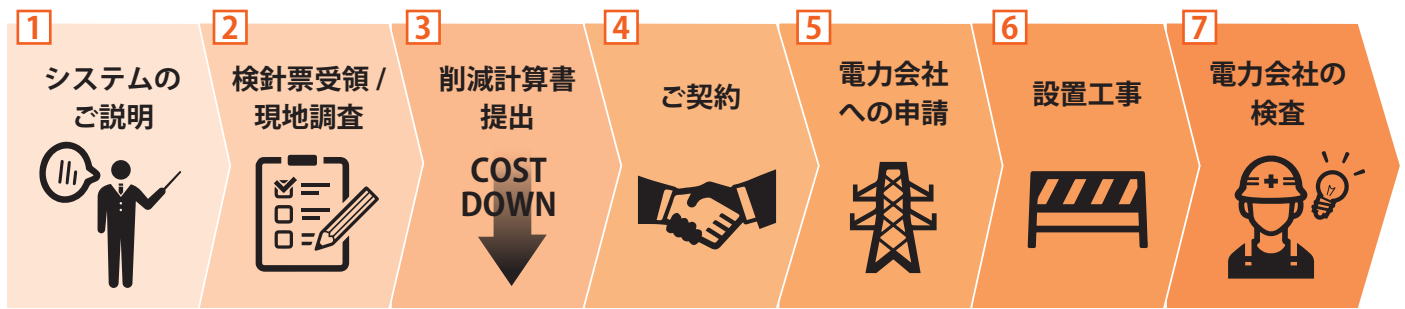 1
システムの
ご説明
2
検針票受領 /
現地調査
3
削減計算書
提出
COST
DOWN
4
ご契約
5
電力会社
への申請
6
設置工事
7
電力会社の
検査